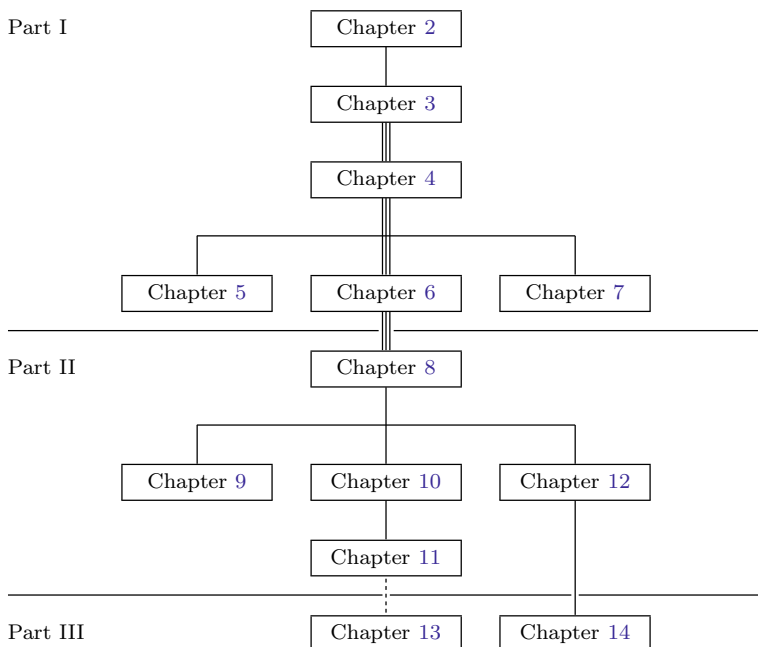 Part I
Chapter 2
Chapter 3
Chapter 4
Chapter 5
Chapter 6
Chapter 7
Part II
Chapter 8
Chapter 9
Chapter 10
Chapter 12
Chapter 11
Part III
Chapter 13
Chapter 14